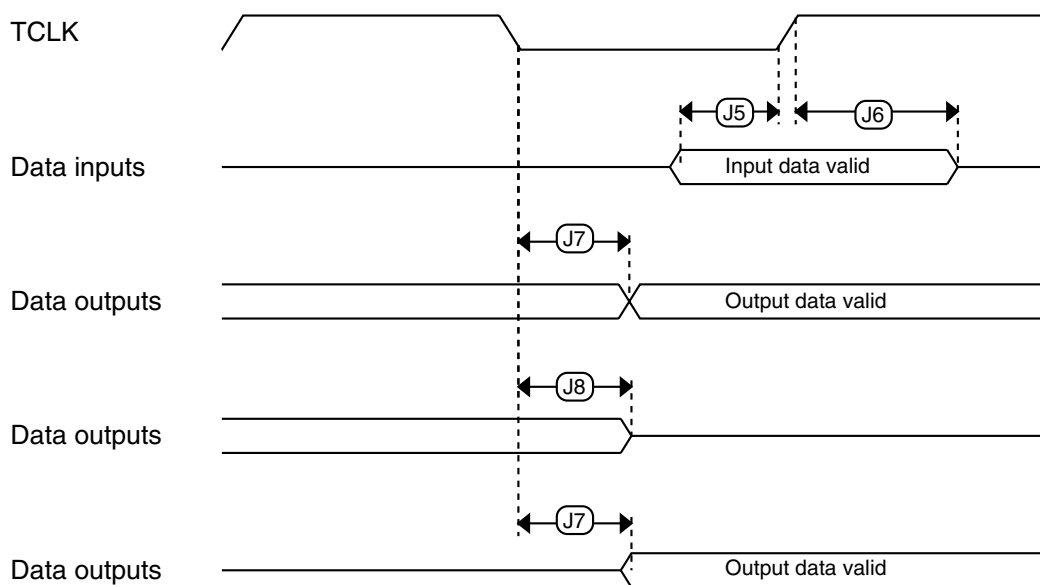 TCLK
J5
J6
Data inputs
Input data valid
J7
Data outputs
Output data valid
J8
Data outputs
J7
Data outputs
Output data valid